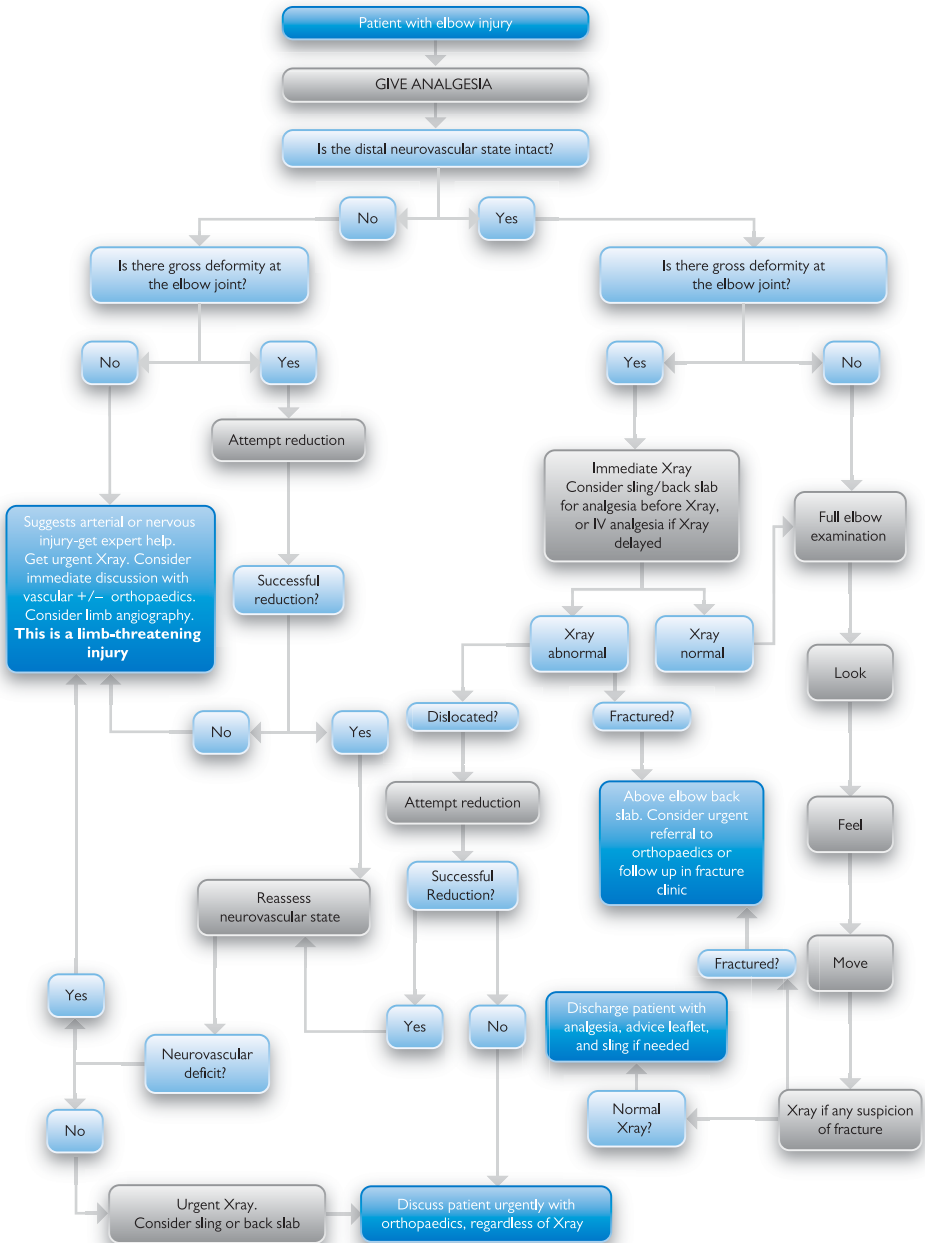 Patient with elbow injury
GIVE ANALGESIA
Is the distal neurovascular state intact?
No
Yes
Is there gross deformity at
the elbow joint?
Is there gross deformity at
the elbow joint?
No
Yes
Yes
No
Attempt reduction
Immediate Xray
Consider sling/back slab
for analgesia before Xray,
or IV analgesia if Xray
delayed
Full elbow
examination
Suggests arterial or nervous
injury-get expert help.
Get urgent Xray. Consider
immediate discussion with
vascular +/− orthopaedics.
Consider limb angiography.
This is a limb-threatening
injury
Successful
reduction?
Xray
abnormal
Xray
normal
Look
No
Yes
Dislocated?
Fractured?
Attempt reduction
Above elbow back
slab. Consider urgent
referral to
orthopaedics or
follow up in fracture
clinic
Feel
Reassess
neurovascular state
Successful
Reduction?
Move
Fractured?
Yes
Yes
No
Discharge patient with
analgesia, advice leaflet,
and sling if needed
Neurovascular
deficit?
No
Normal
Xray?
Xray if any suspicion
of fracture
Urgent Xray.
Consider sling or back slab
Discuss patient urgently with
orthopaedics, regardless of Xray